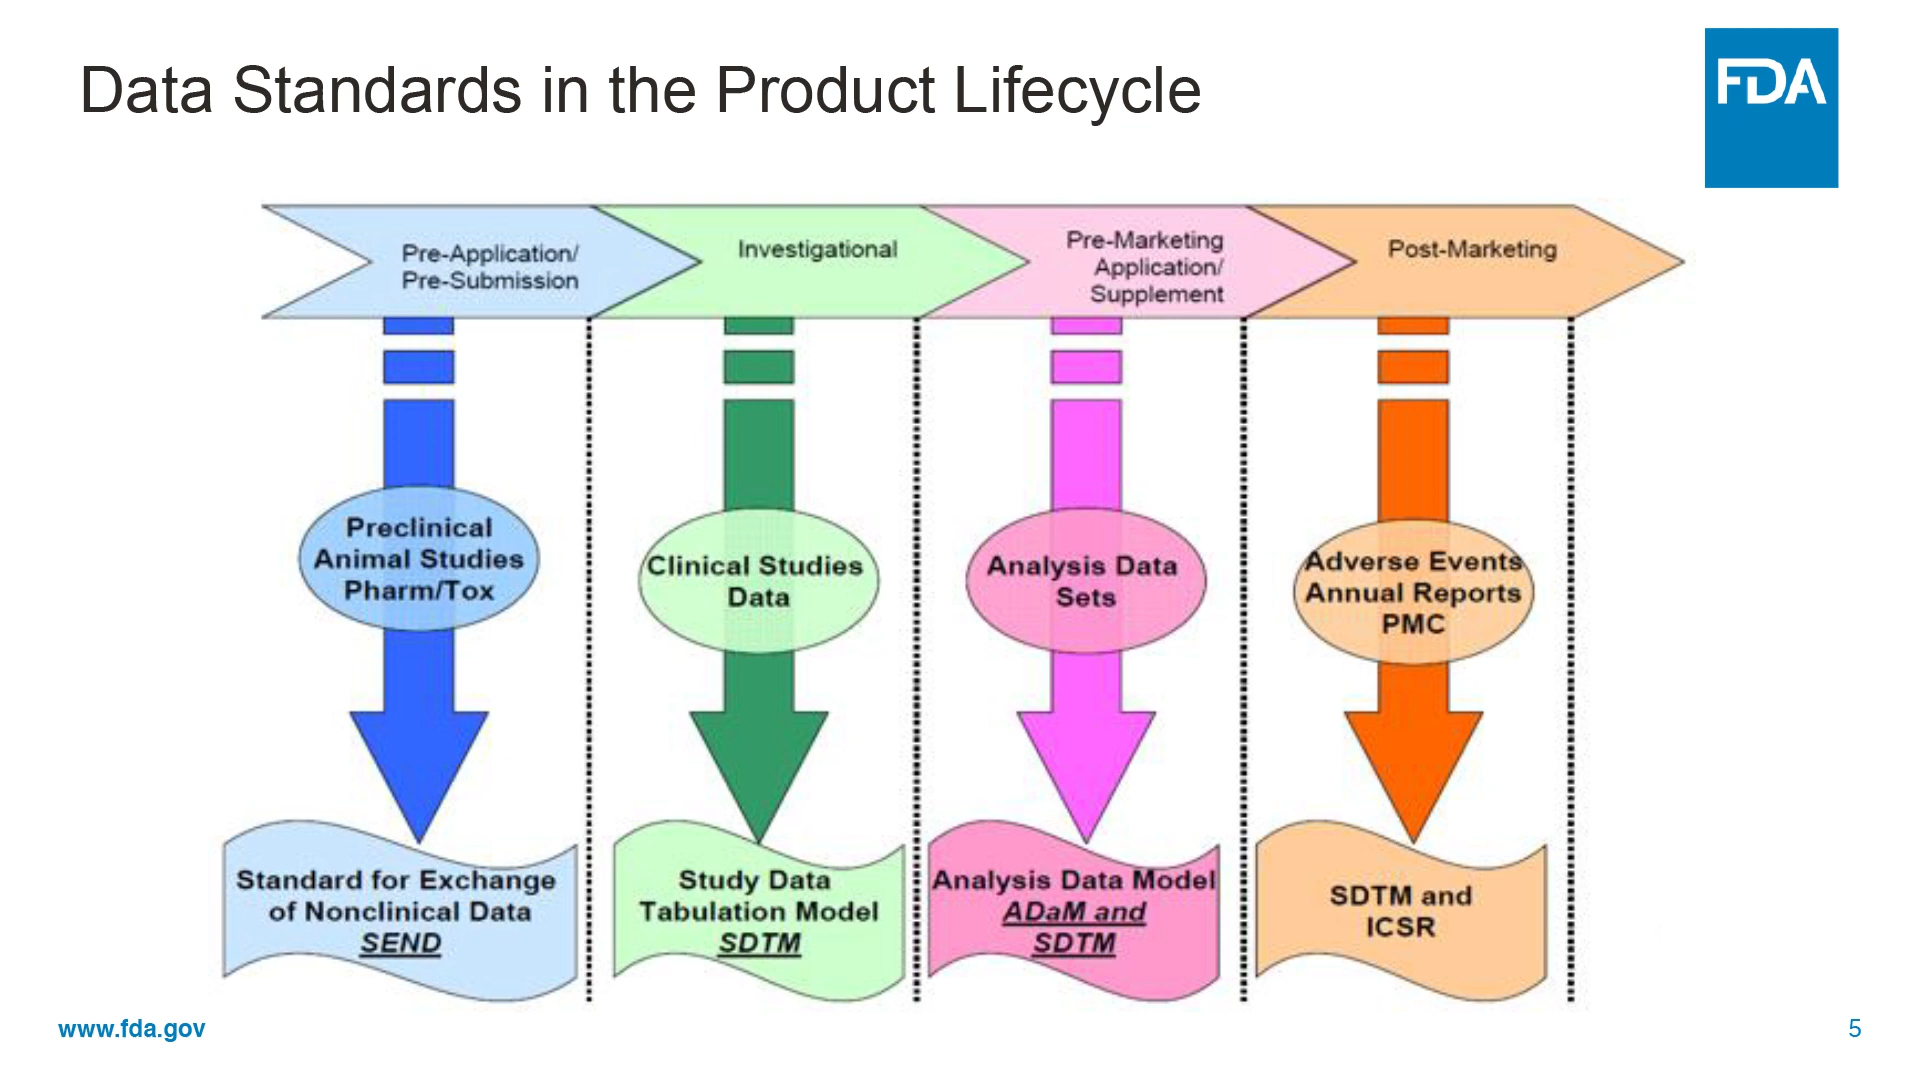 Data Standards in the Product Lifecycle
FDA
Pre-Application/
Pre-Submission
Investigational
Pre-Marketing
Application/
Supplement
Post-Marketing
Preclinical
Animal Studies
Pharm/Tox
Clinical Studies
Data
Analysis Data
Sets
Adverse Events
Annual Reports
PMC
Standard for Exchange
of Nonclinical Data
SEND
Study Data
Tabulation Model
SDTM
Analysis Data Model
ADaM and
SDTM
SDTM and
ICSR
www.fda.gov
5